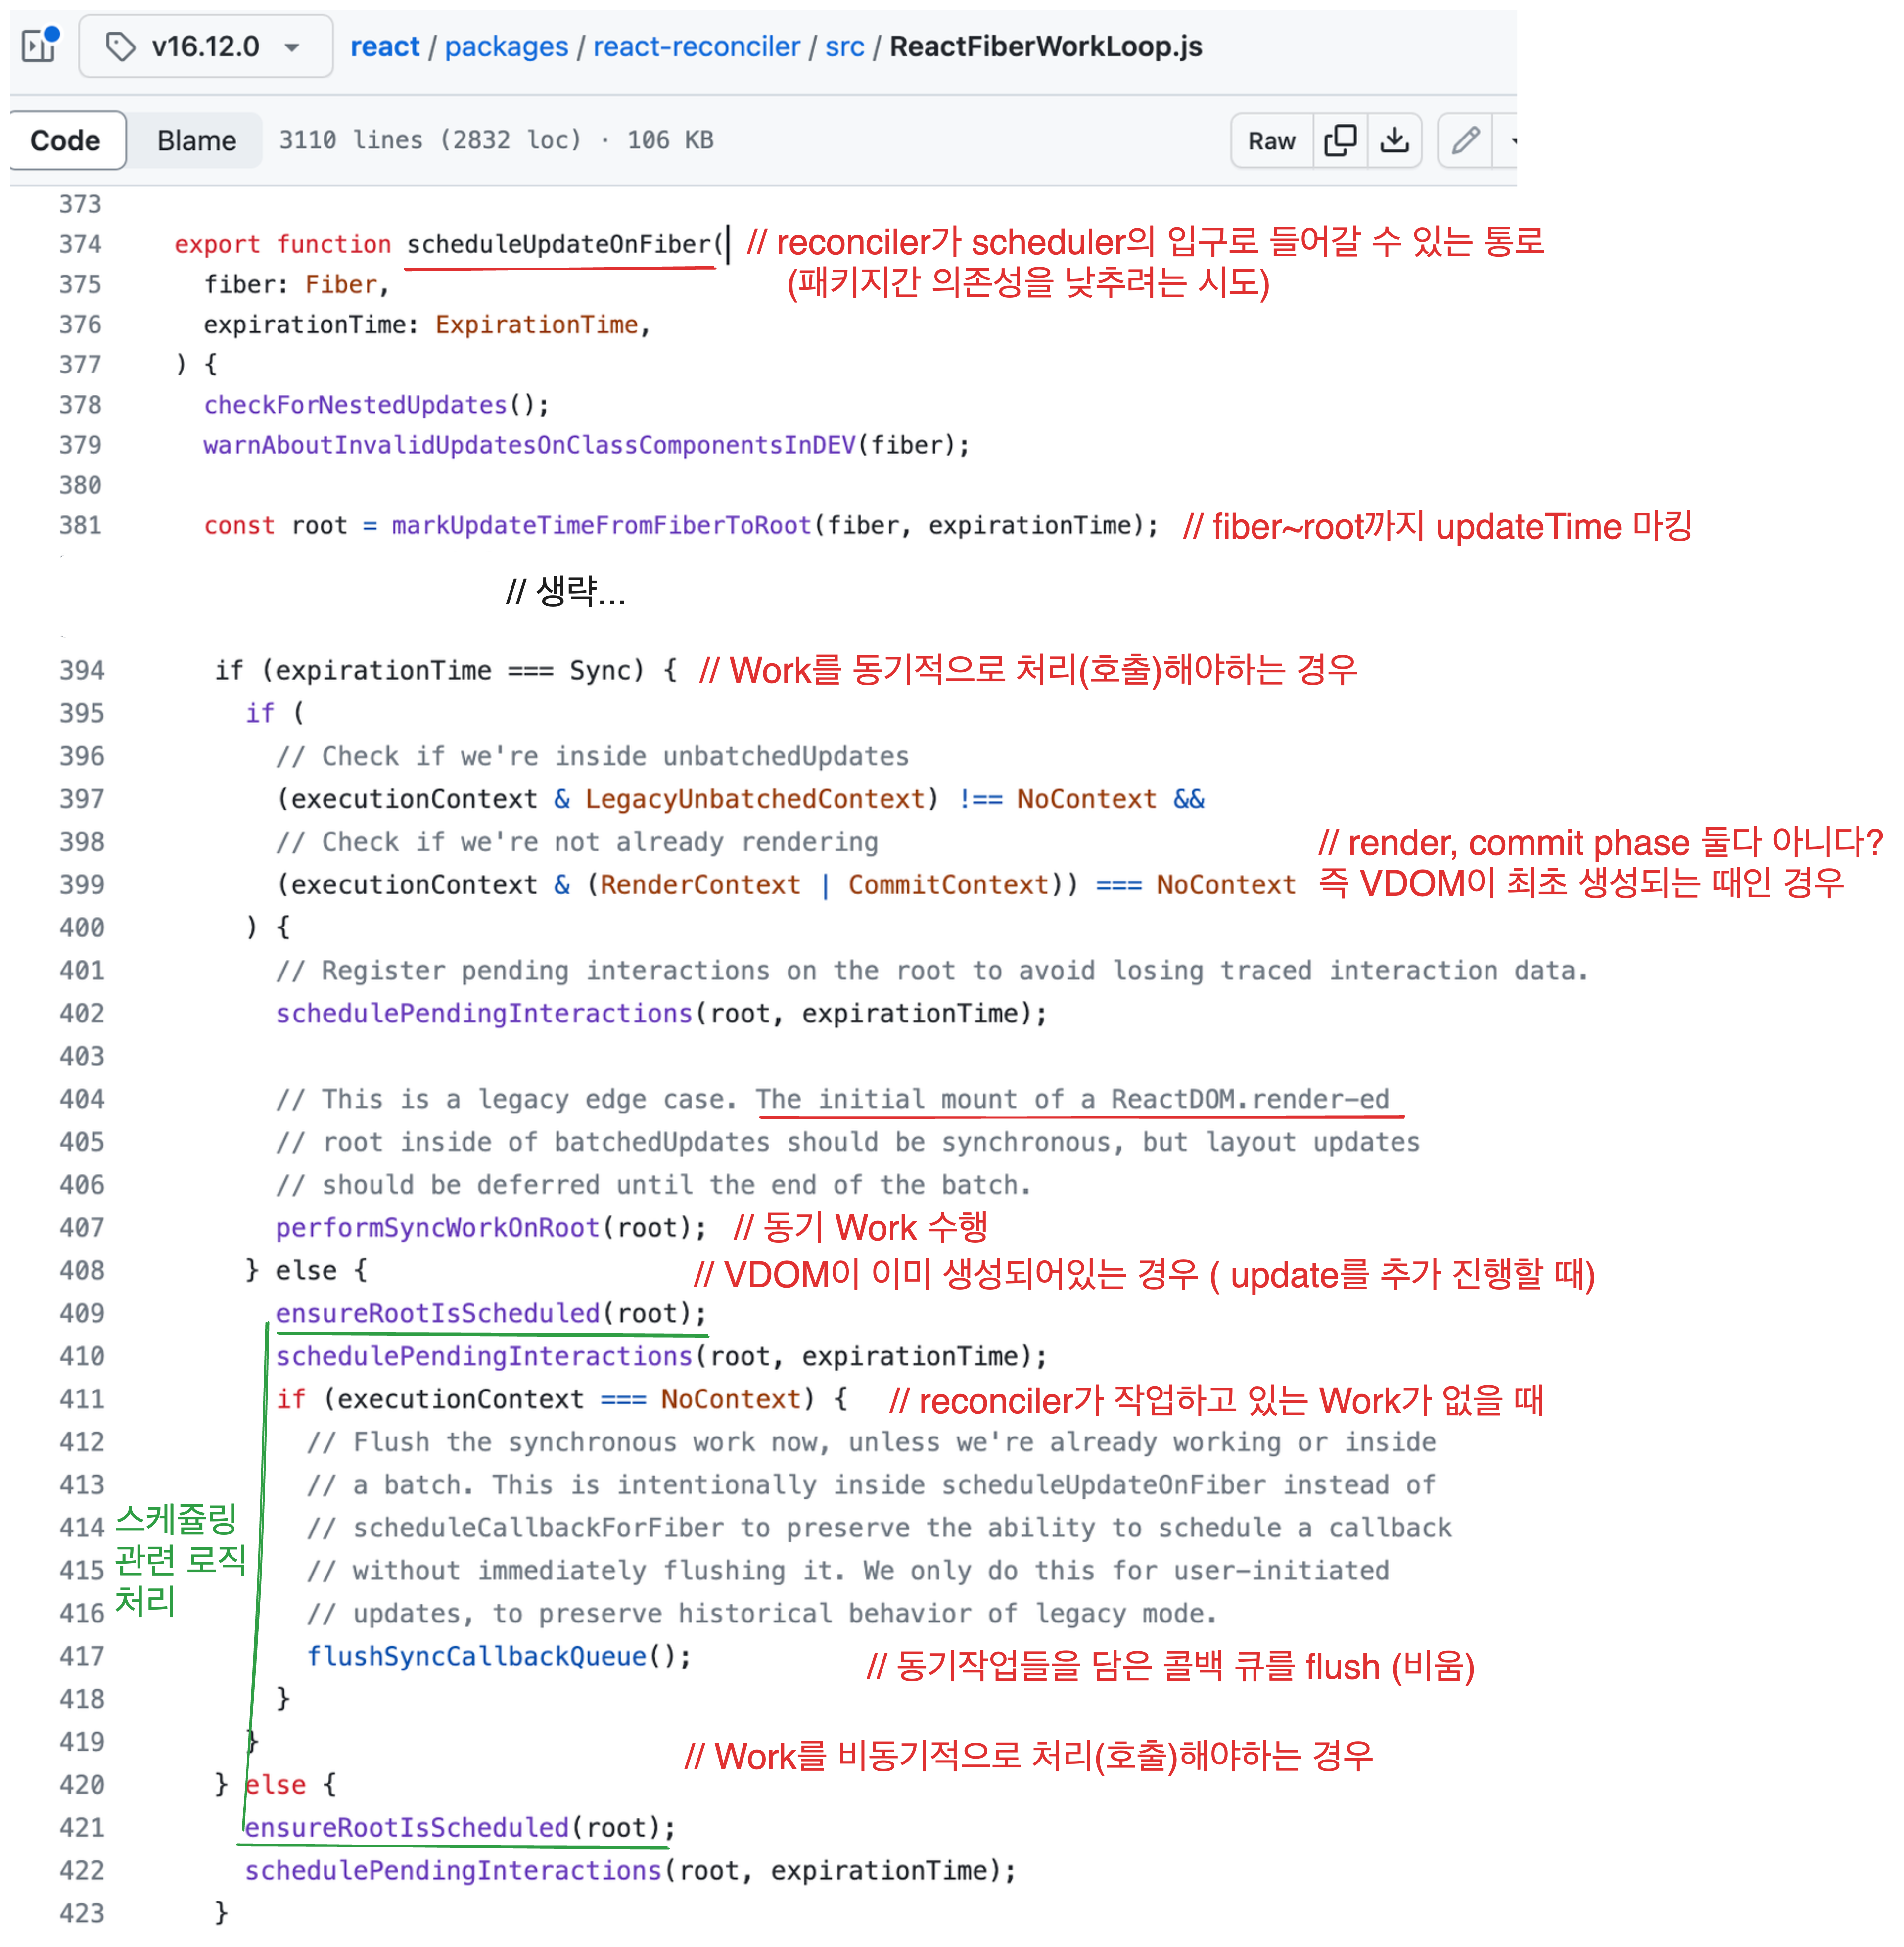 v16.12.0 react / packages / react-reconciler / src / ReactFiberWorkLoop.js
Code Blame 3110 lines (2832 loc) · 106 KB Raw
373
374 export function scheduleUpdateOnFiber( // reconciler가 scheduler의 입구로 들어갈 수 있는 통로
(패키지간 의존성을 낮추려는 시도)
375 fiber: Fiber,
376 expirationTime: ExpirationTime,
377 ) {
378 checkForNestedUpdates();
379 warnAboutInvalidUpdatesOnClassComponentsInDEV(fiber);
380
381 const root = markUpdateTimeFromFiberToRoot(fiber, expirationTime); // fiber~root까지 updateTime 마킹
// 생략...
394 if (expirationTime === Sync) { // Work를 동기적으로 처리(호출)해야하는 경우
395 if (
396 // Check if we're inside unbatchedUpdates
397 (executionContext & LegacyUnbatchedContext) !== NoContext &&
398 // Check if we're not already rendering
// render, commit phase 둘다 아니다?
399 (executionContext & (RenderContext | CommitContext)) === NoContext 즉 VDOM이 최초 생성되는 때인 경우
400 ) {
401 // Register pending interactions on the root to avoid losing traced interaction data.
402 schedulePendingInteractions(root, expirationTime);
403
404 // This is a legacy edge case. The initial mount of a ReactDOM.render-ed
405 // root inside of batchedUpdates should be synchronous, but layout updates
406 // should be deferred until the end of the batch.
407 performSyncWorkOnRoot(root); // 동기 Work 수행
408 } else { // VDOM이 이미 생성되어있는 경우 ( update를 추가 진행할 때)
409 ensureRootIsScheduled(root);
410 schedulePendingInteractions(root, expirationTime);
411 if (executionContext === NoContext) { // reconciler가 작업하고 있는 Work가 없을 때
412 // Flush the synchronous work now, unless we're already working or inside
413 // a batch. This is intentionally inside scheduleUpdateOnFiber instead of
스케쥴링
414 // scheduleCallbackForFiber to preserve the ability to schedule a callback
관련 로직
415 // without immediately flushing it. We only do this for user-initiated
처리
416 // updates, to preserve historical behavior of legacy mode.
417 flushSyncCallbackQueue(); // 동기작업들을 담은 콜백 큐를 flush (비움)
418 }
419 }
// Work를 비동기적으로 처리(호출)해야하는 경우
420 } else {
421 ensureRootIsScheduled(root);
422 schedulePendingInteractions(root, expirationTime);
423 }